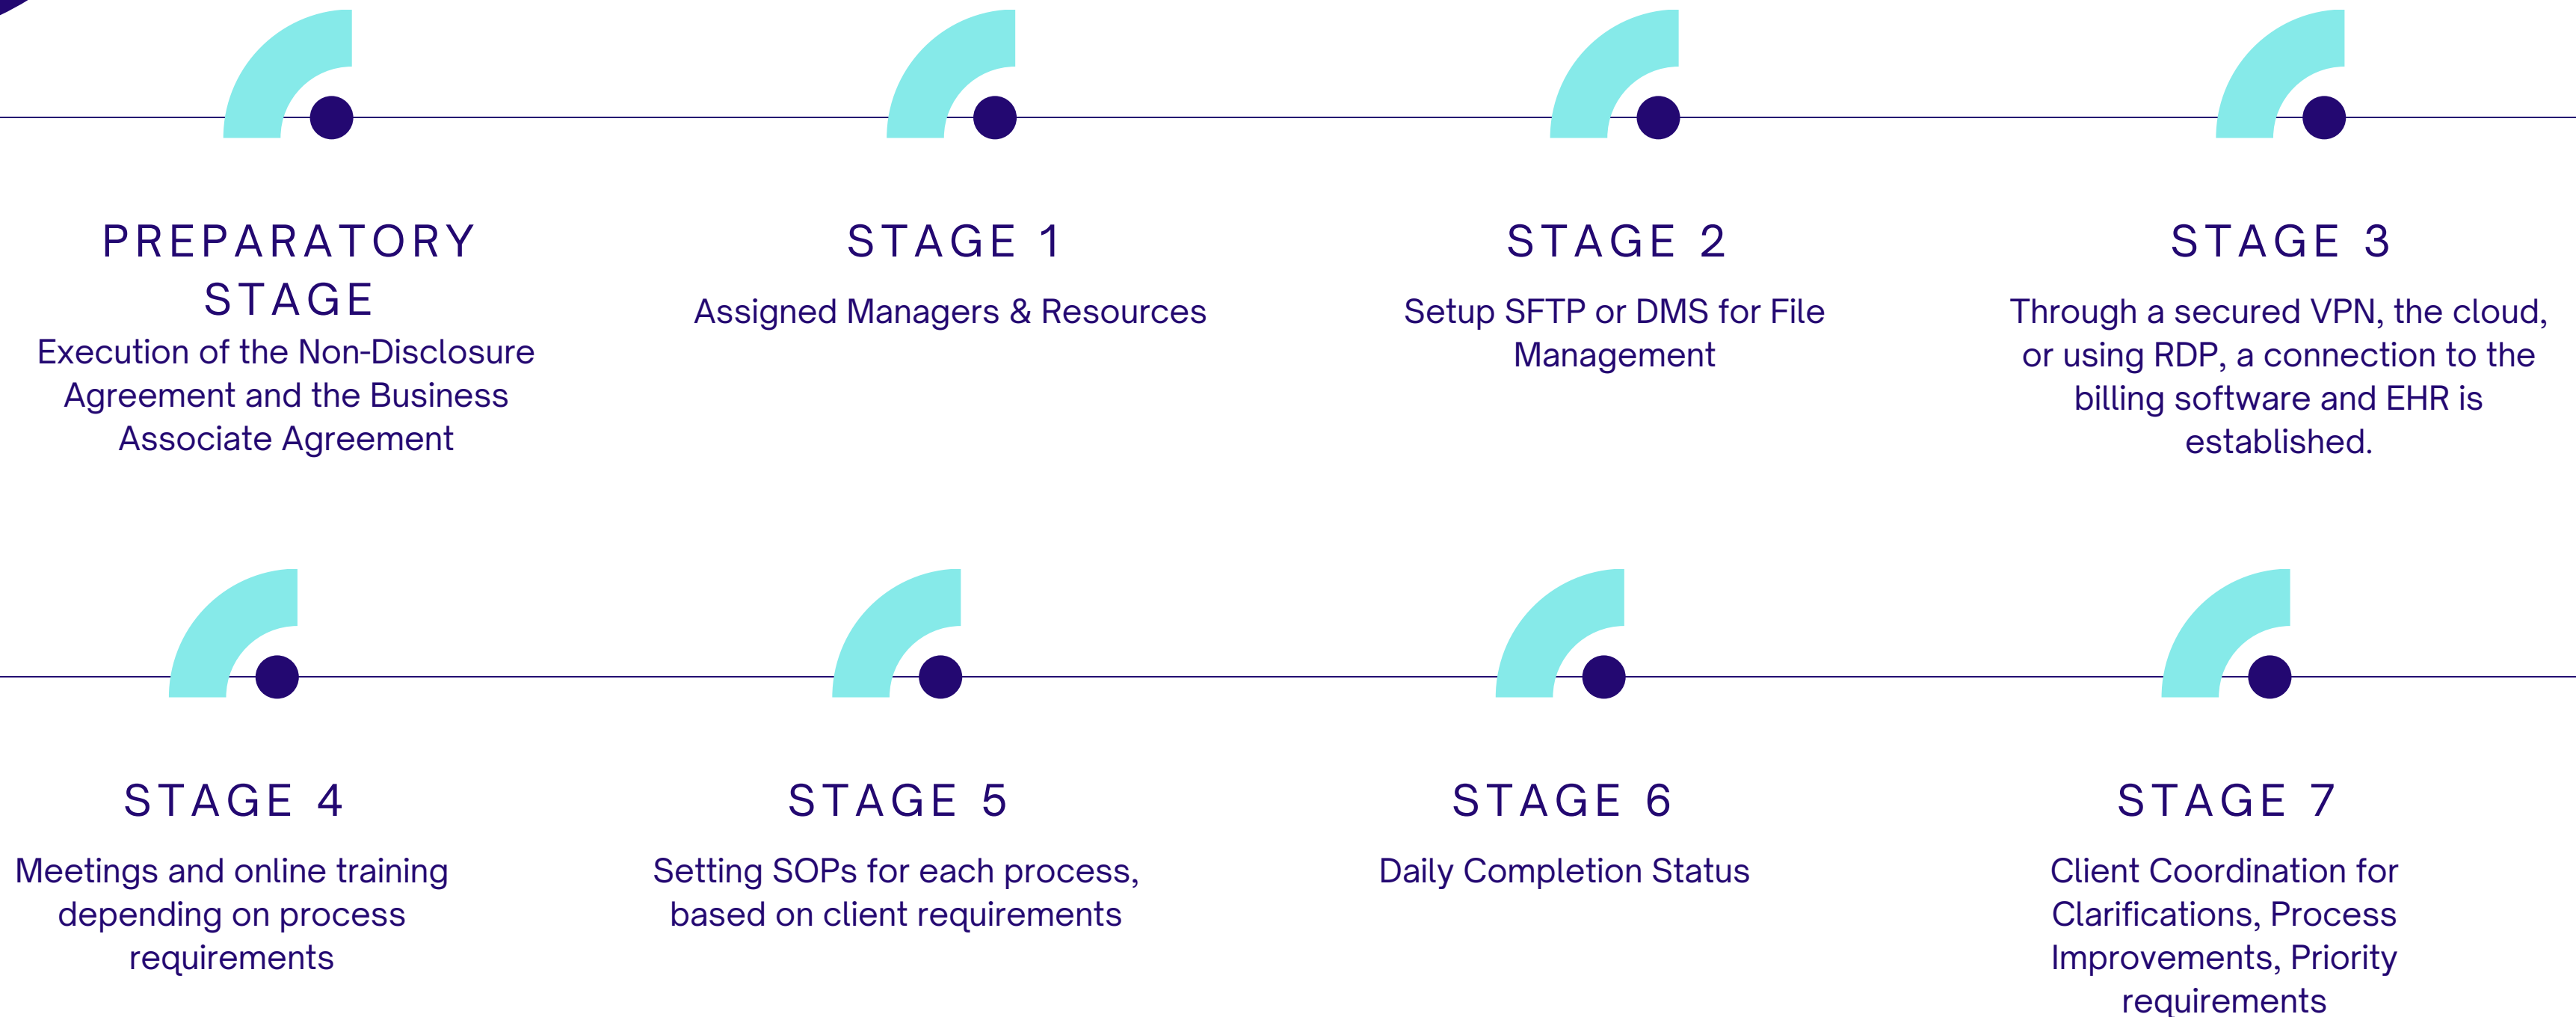 PREPARATORY
STAGE
Execution of the Non-Disclosure
Agreement and the Business
Associate Agreement
STAGE 1
Assigned Managers & Resources
STAGE 2
Setup SFTP or DMS for File
Management
STAGE 3
Through a secured VPN, the cloud,
or using RDP, a connection to the
billing software and EHR is
established.
STAGE 4
Meetings and online training
depending on process
requirements
STAGE 5
Setting SOPs for each process,
based on client requirements
STAGE 6
Daily Completion Status
STAGE 7
Client Coordination for
Clarifications, Process
Improvements, Priority
requirements